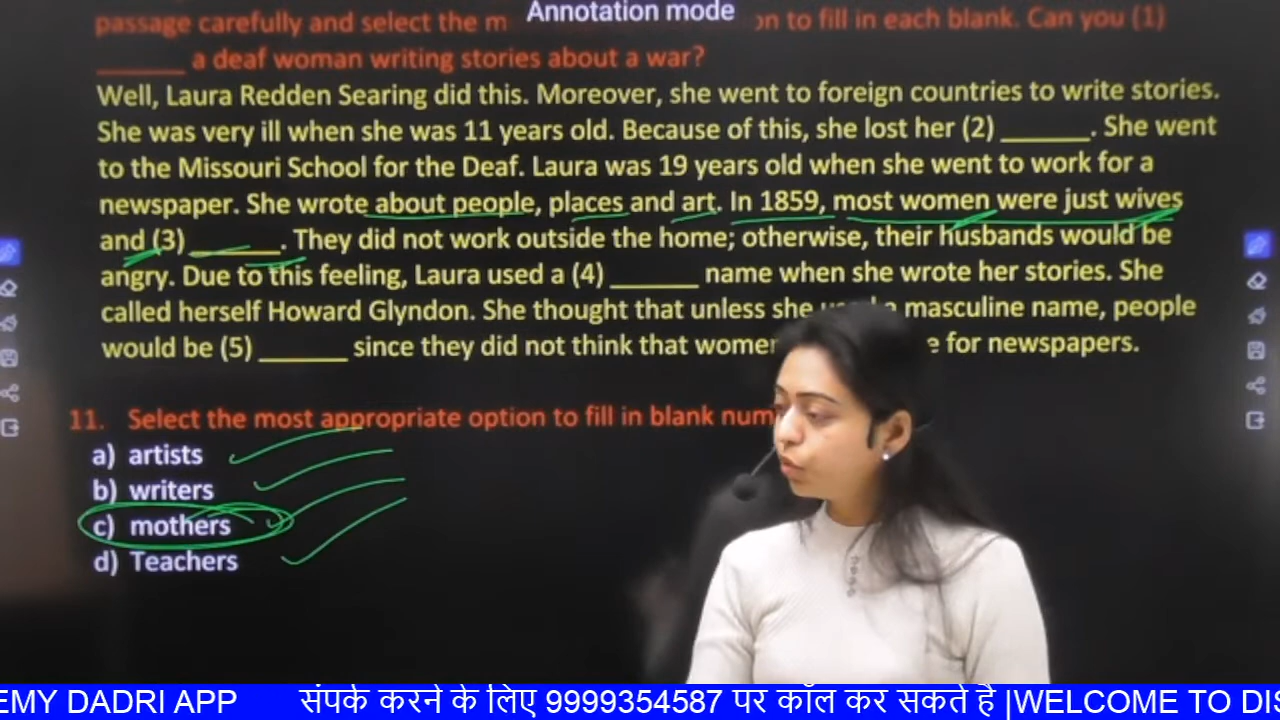 Annotation mode
passage carefully and select the m on to fill in each blank. Can you (1)
______ a deaf woman writing stories about a war?
Well, Laura Redden Searing did this. Moreover, she went to foreign countries to write stories.
She was very ill when she was 11 years old. Because of this, she lost her (2) ______. She went
to the Missouri School for the Deaf. Laura was 19 years old when she went to work for a
newspaper. She wrote about people, places and art. In 1859, most women were just wives
and (3) ______. They did not work outside the home; otherwise, their husbands would be
angry. Due to this feeling, Laura used a (4) ______ name when she wrote her stories. She
called herself Howard Glyndon. She thought that unless she masculine name, people
would be (5) ______ since they did not think that women for newspapers.
11. Select the most appropriate option to fill in blank num
a) artists
b) writers
c) mothers
d) Teachers
EMY DADRI APP संपर्क करने के लिए 9999354587 पर कॉल कर सकते है |WELCOME TO DIS